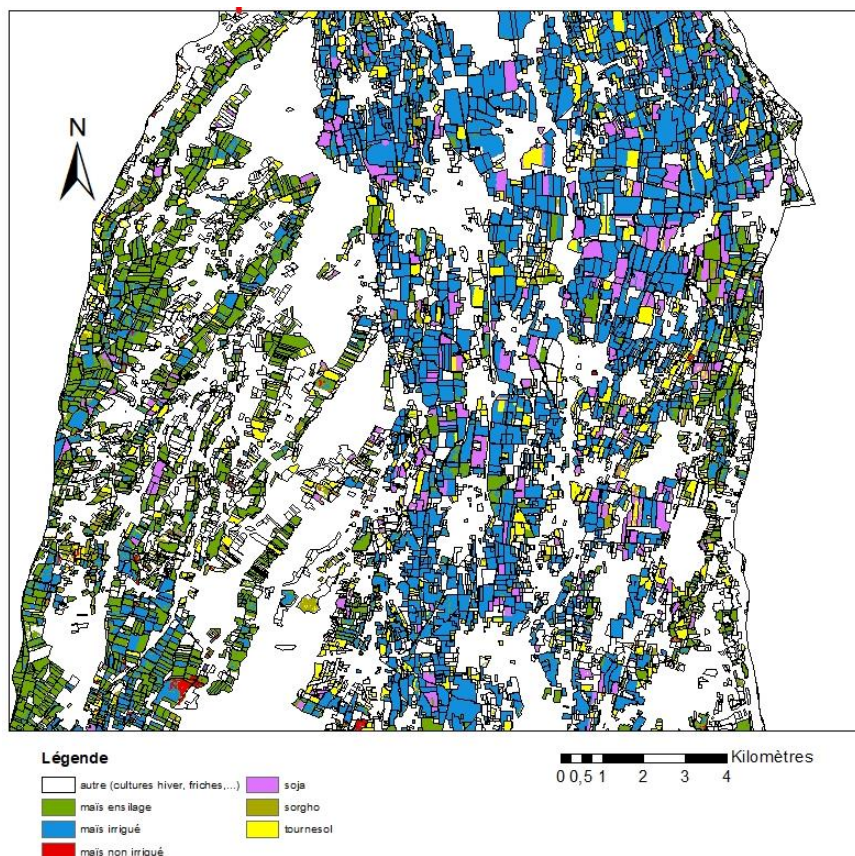 N
Légende
autre (cultures hiver, friches,...)
maïs ensilage
maïs irrigué
maïs non irrigué
soja
sorgho
tournesol
Kilomètres
0 0,5 1 2 3 4